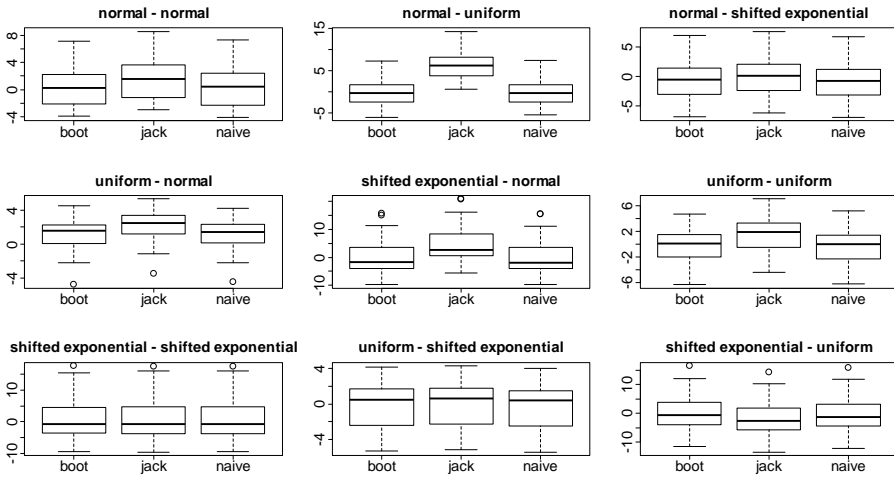 normal - normal
8
4
0
-4
boot jack naive
normal - uniform
15
5
-5
boot jack naive
normal - shifted exponential
5
0
-5
boot jack naive
uniform - normal
4
0
-4
boot jack naive
shifted exponential - normal
10
0
-10
boot jack naive
uniform - uniform
6
2
-2
-6
boot jack naive
shifted exponential - shifted exponential
10
0
-10
boot jack naive
uniform - shifted exponential
4
0
-4
boot jack naive
shifted exponential - uniform
10
0
-10
boot jack naive